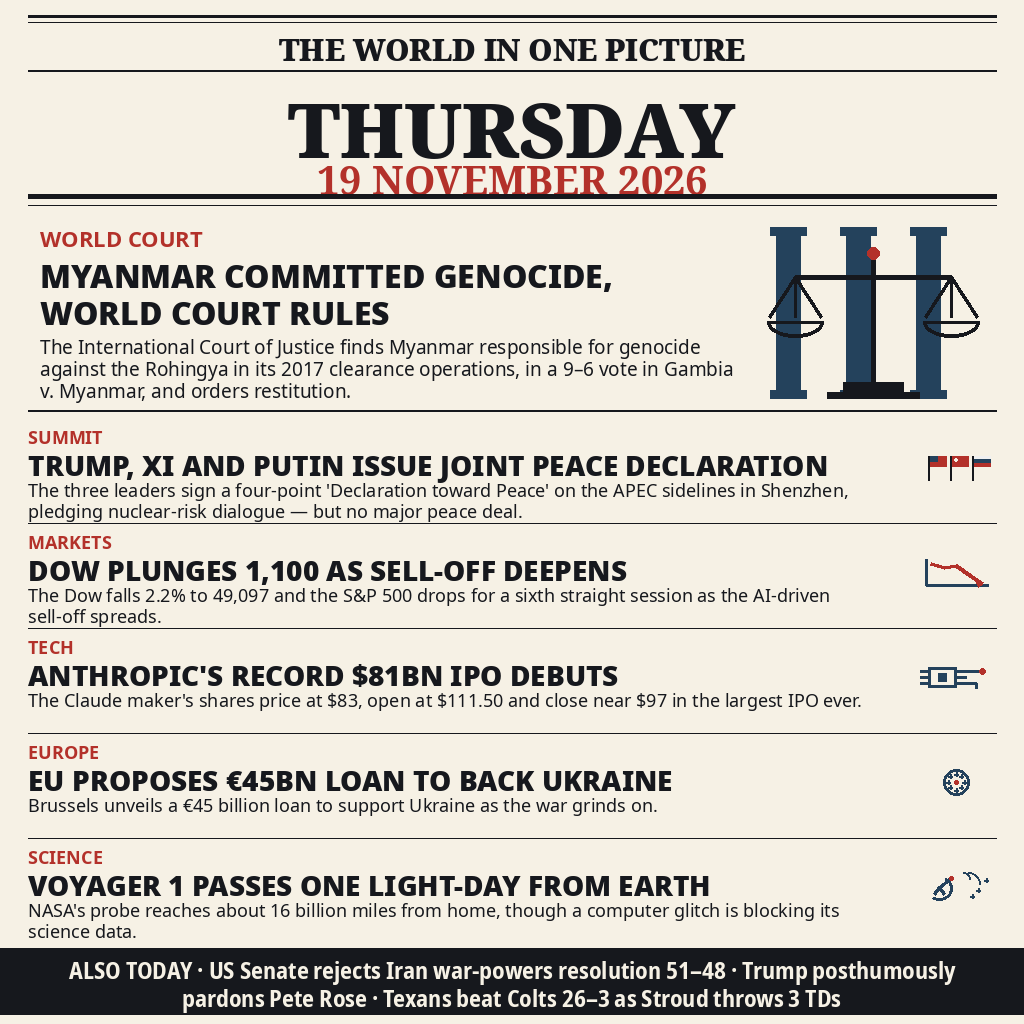 THE WORLD IN ONE PICTURE
THURSDAY
19 NOVEMBER 2026
WORLD COURT
MYANMAR COMMITTED GENOCIDE,
WORLD COURT RULES
The International Court of Justice finds Myanmar responsible for genocide
against the Rohingya in its 2017 clearance operations, in a 9–6 vote in Gambia
v. Myanmar, and orders restitution.
SUMMIT
TRUMP, XI AND PUTIN ISSUE JOINT PEACE DECLARATION
The three leaders sign a four-point 'Declaration toward Peace' on the APEC sidelines in Shenzhen,
pledging nuclear-risk dialogue — but no major peace deal.
MARKETS
DOW PLUNGES 1,100 AS SELL-OFF DEEPENS
The Dow falls 2.2% to 49,097 and the S&P 500 drops for a sixth straight session as the AI-driven
sell-off spreads.
TECH
ANTHROPIC'S RECORD $81BN IPO DEBUTS
The Claude maker's shares price at $83, open at $111.50 and close near $97 in the largest IPO ever.
EUROPE
EU PROPOSES €45BN LOAN TO BACK UKRAINE
Brussels unveils a €45 billion loan to support Ukraine as the war grinds on.
SCIENCE
VOYAGER 1 PASSES ONE LIGHT-DAY FROM EARTH
NASA's probe reaches about 16 billion miles from home, though a computer glitch is blocking its
science data.
ALSO TODAY · US Senate rejects Iran war-powers resolution 51–48 · Trump posthumously
pardons Pete Rose · Texans beat Colts 26–3 as Stroud throws 3 TDs